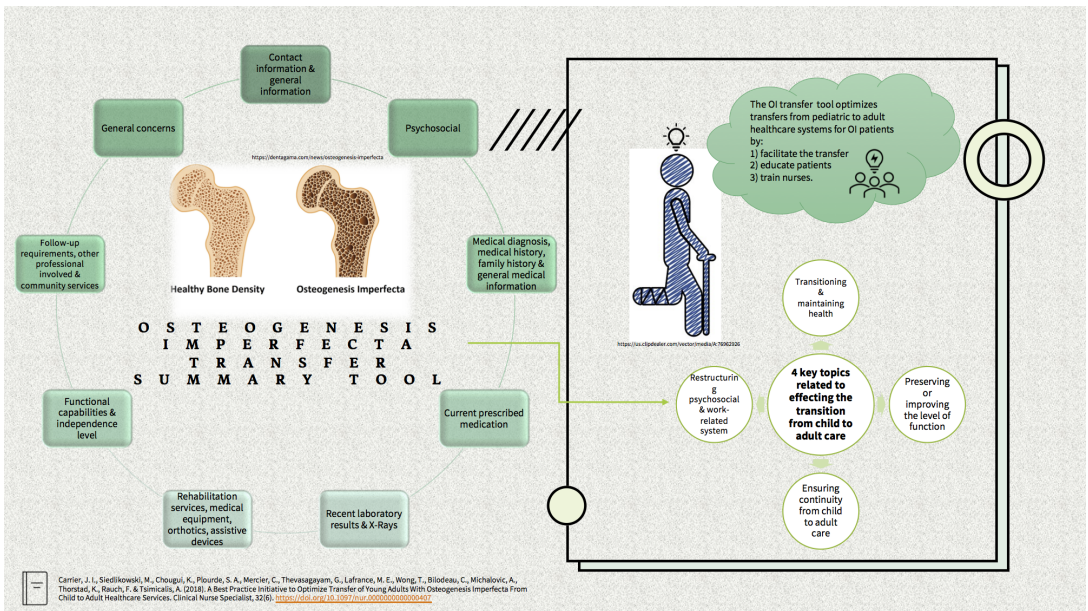 Contact
information &
general
information
Psychosocial
Medical diagnosis,
medical history,
family history &
general medical
information
Current prescribed
medication
Recent laboratory
results & X-Rays
Rehabilitation
services, medical
equipment,
orthotics, assistive
devices
Functional
capabilities &
independence
level
Follow-up
requirements, other
professional
involved &
community services
General concerns
https://dentagama.com/news/osteogenesis-imperfecta
Healthy Bone Density
Osteogenesis Imperfecta
OSTEOGENESIS
IMPERFECTA
TRANSFER
SUMMARY TOOL
The OI transfer tool optimizes
transfers from pediatric to adult
healthcare systems for OI patients
by:
1) facilitate the transfer
2) educate patients
3) train nurses.
https://us.clipdealer.com/vector/media/A:76962926
Transitioning
&
maintaining
health
Restructurin
g
psychosocial
& work-
related
system
4 key topics
related to
effecting the
transition
from child to
adult care
Preserving
or
improving
the level of
function
Ensuring
continuity
from child
to adult
care
Carrier, J. I., Siedlikowski, M., Chougui, K., Plourde, S. A., Mercier, C., Thevasagayam, G., Lafrance, M. E., Wong, T., Bilodeau, C., Michalovic, A.,
Thorstad, K., Rauch, F. & Tsimicalis, A. (2018). A Best Practice Initiative to Optimize Transfer of Young Adults With Osteogenesis Imperfecta From
Child to Adult Healthcare Services. Clinical Nurse Specialist, 32(6). https://doi.org/10.1097/nur.0000000000000407